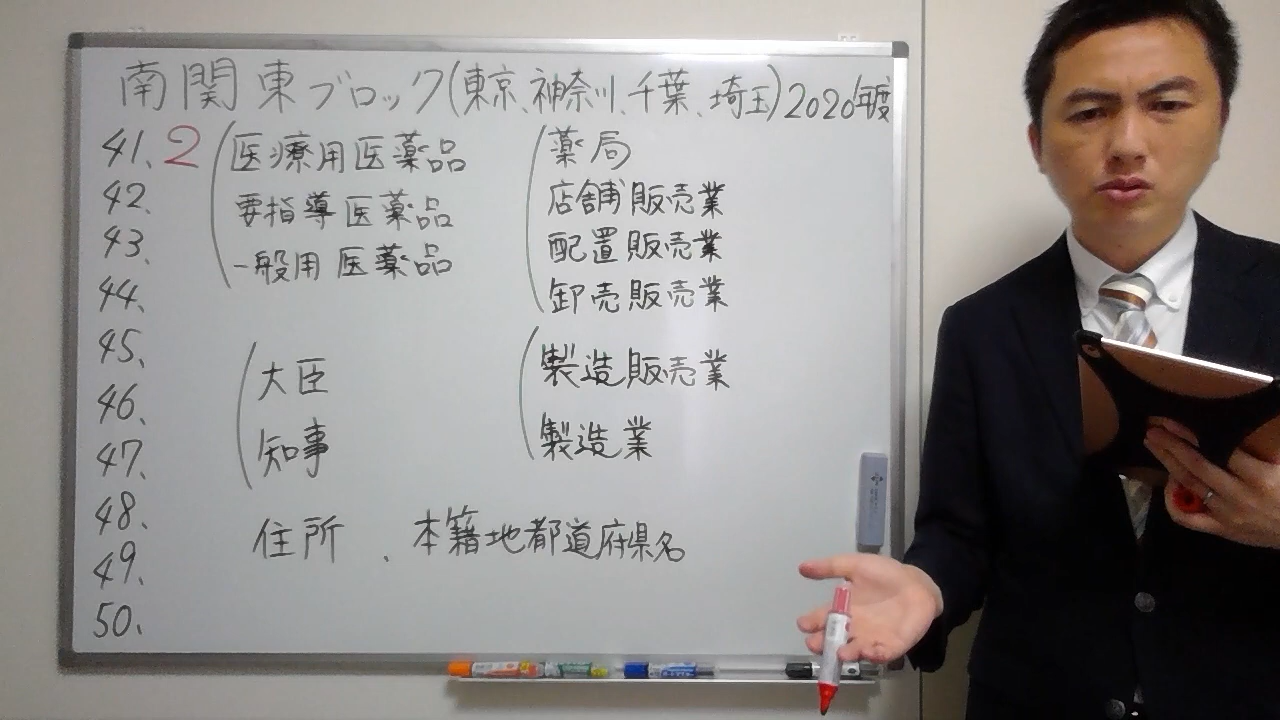 南関東ブロック(東京、神奈川、千葉、埼玉)2020年度
41、2
42、
43、
44、
45、
46、
47、
48、
49、
50、
医療用医薬品
要指導医薬品
一般用医薬品
薬局
店舗販売業
配置販売業
卸売販売業
大臣
知事
製造販売業
製造業
住所、本籍地都道府県名